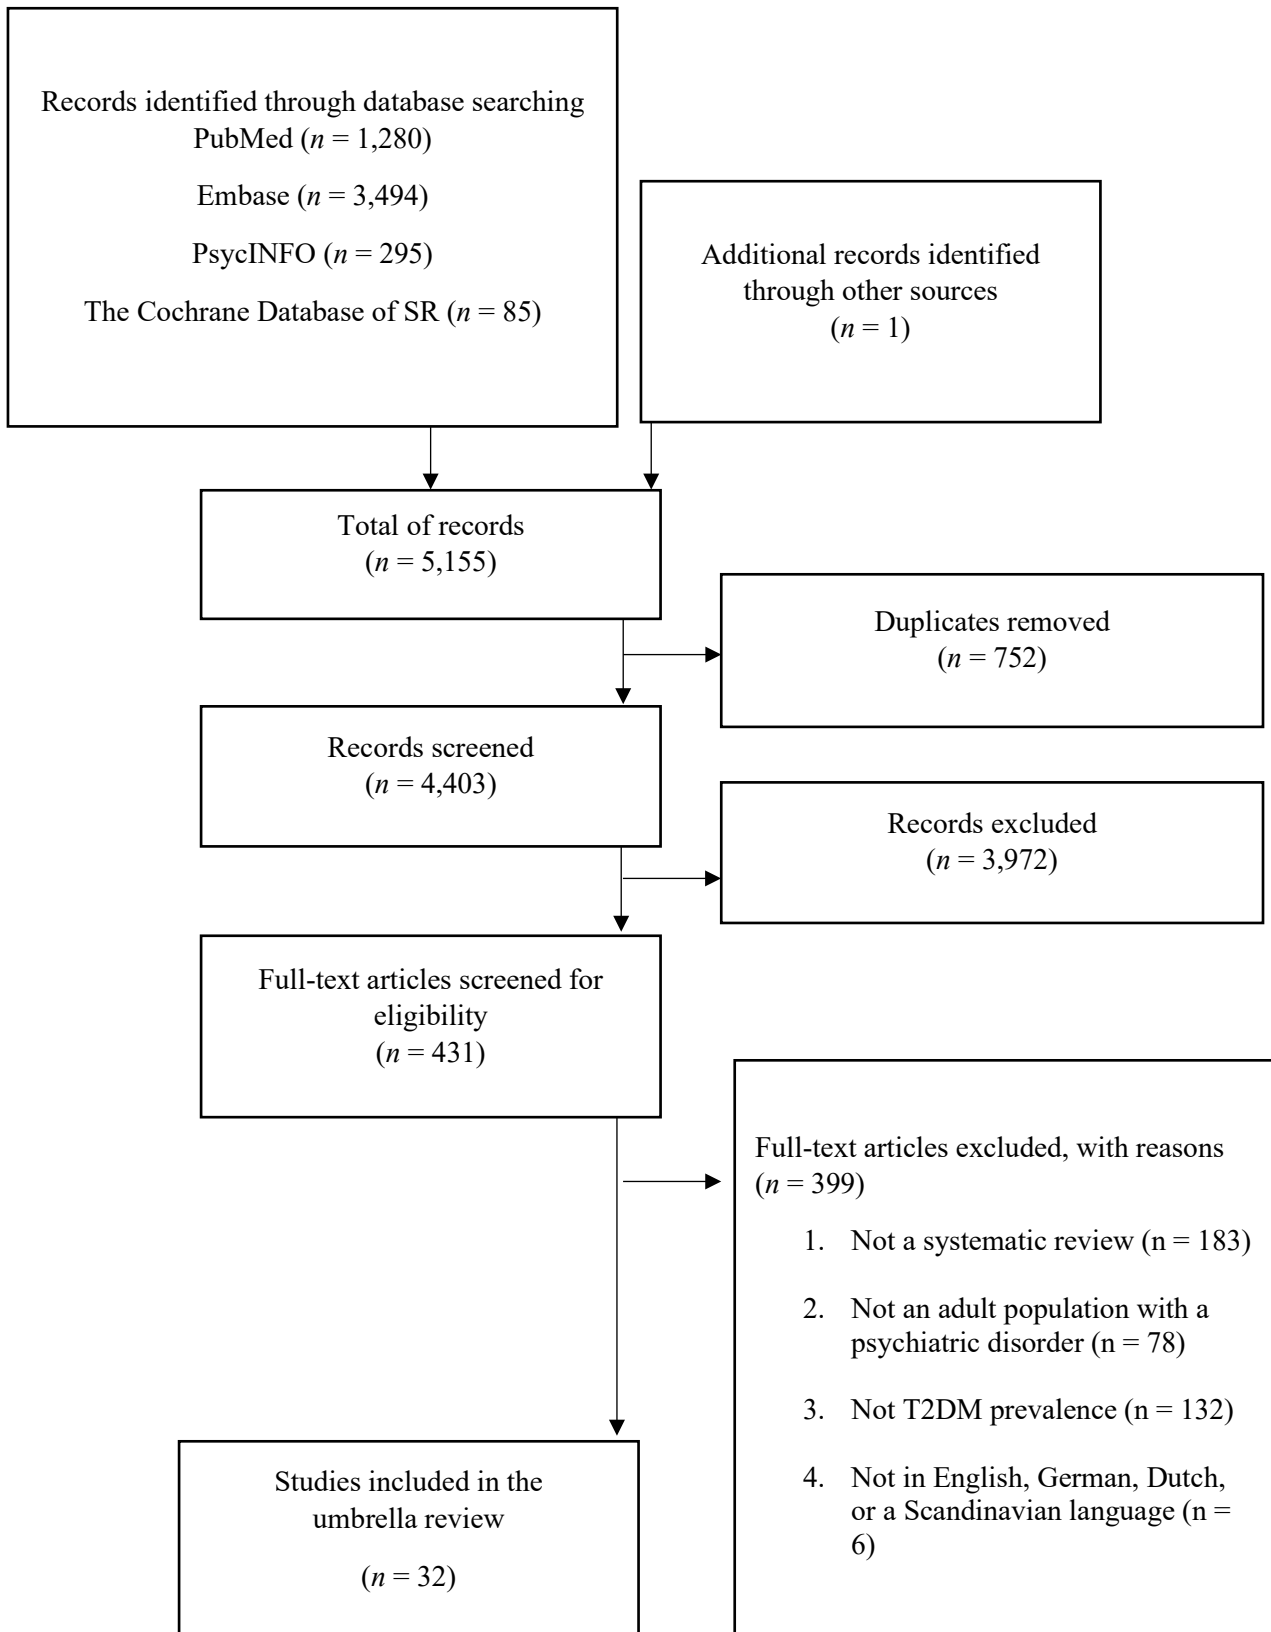 Records identified through database searching
PubMed (n = 1,280)
Embase (n = 3,494)
PsycINFO (n = 295)
The Cochrane Database of SR (n = 85)
Additional records identified
through other sources
(n = 1)
Total of records
(n = 5,155)
Duplicates removed
(n = 752)
Records screened
(n = 4,403)
Records excluded
(n = 3,972)
Full-text articles screened for
eligibility
(n = 431)
Full-text articles excluded, with reasons
(n = 399)
1. Not a systematic review (n = 183)
2. Not an adult population with a
psychiatric disorder (n = 78)
3. Not T2DM prevalence (n = 132)
4. Not in English, German, Dutch,
or a Scandinavian language (n =
6)
Studies included in the
umbrella review
(n = 32)